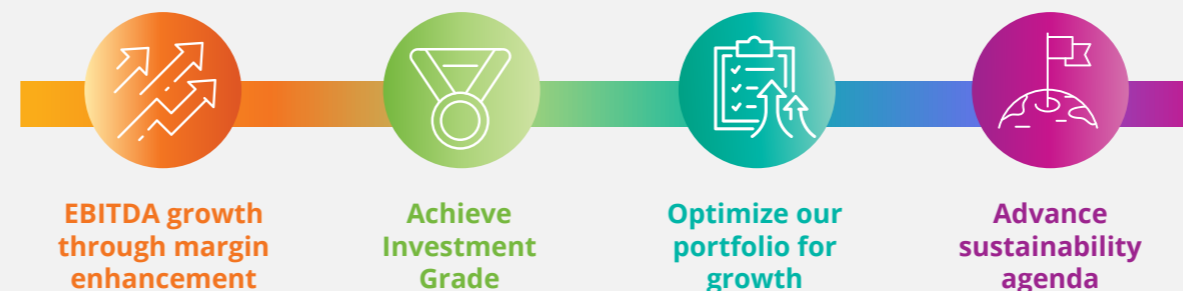 EBITDA growth
through margin
enhancement
Achieve
Investment
Grade
Optimize our
portfolio for
growth
Advance
sustainability
agenda